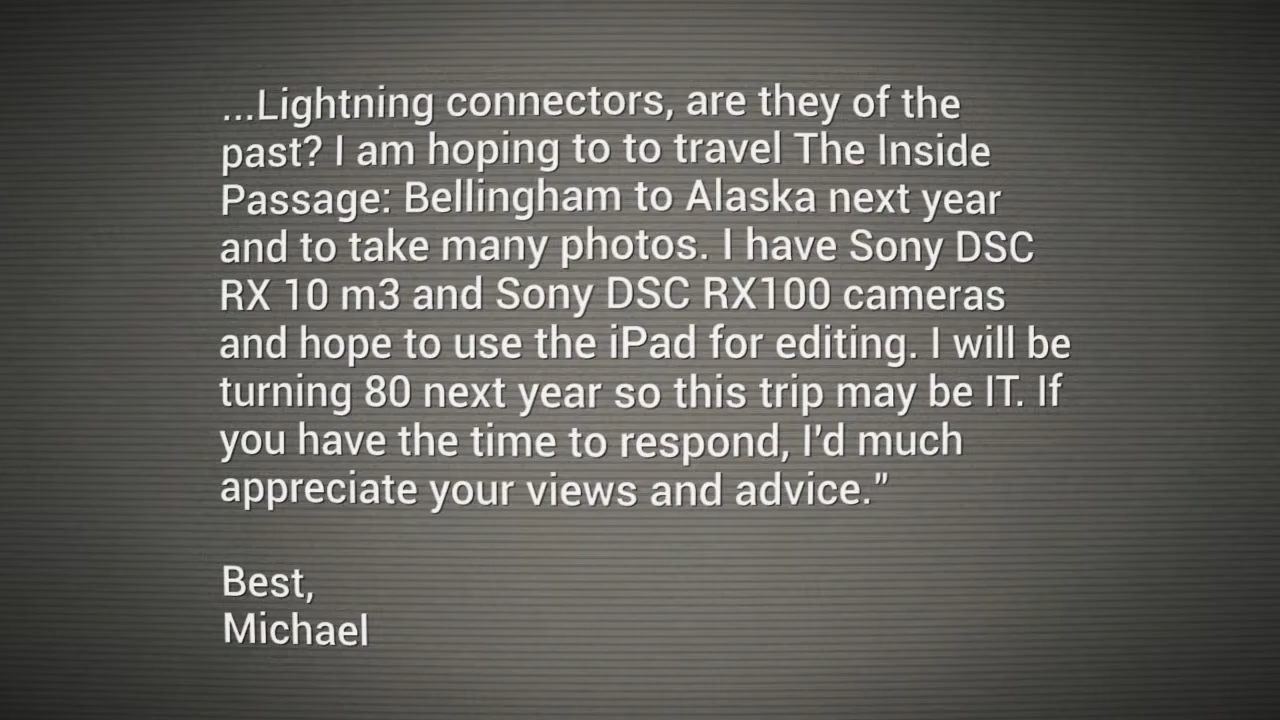 ...Lightning connectors, are they of the
past? I am hoping to to travel The Inside
Passage: Bellingham to Alaska next year
and to take many photos. I have Sony DSC
RX 10 m3 and Sony DSC RX100 cameras
and hope to use the iPad for editing. I will be
turning 80 next year so this trip may be IT. If
you have the time to respond, I'd much
appreciate your views and advice."
Best,
Michael